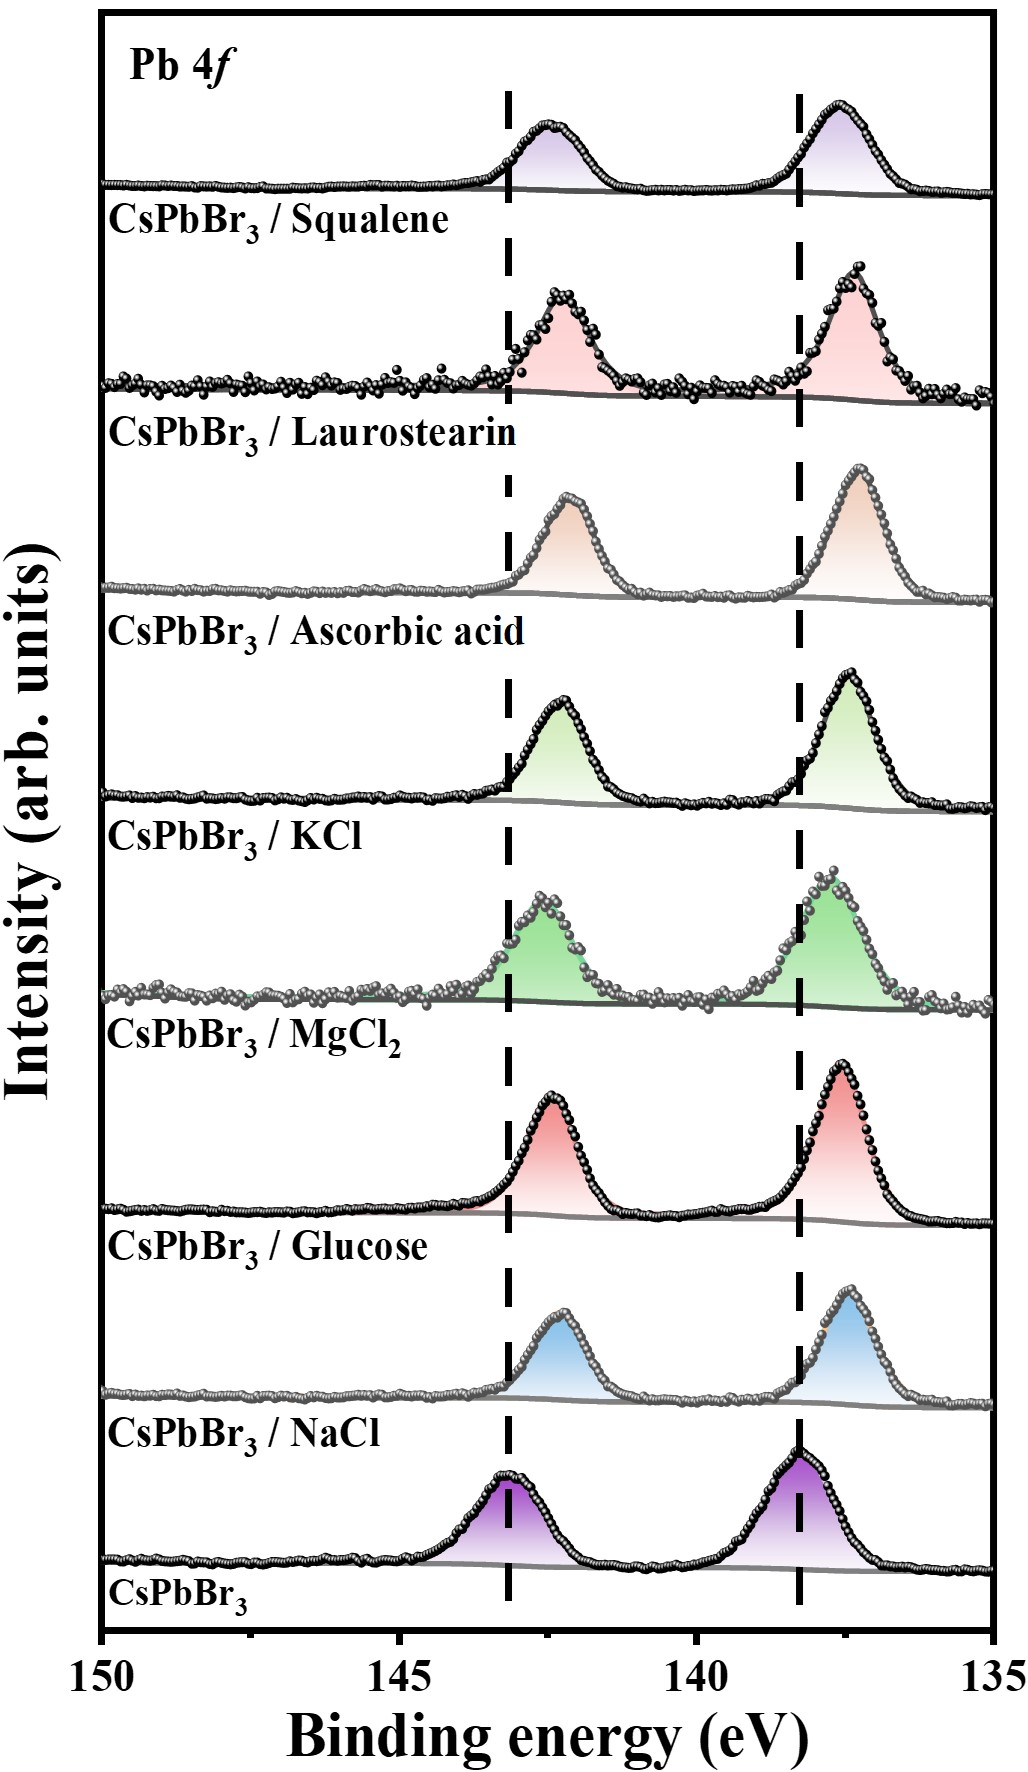 Pb 4f
CsPbBr₃ / Squalene
CsPbBr₃ / Laurostearin
CsPbBr₃ / Ascorbic acid
CsPbBr₃ / KCl
CsPbBr₃ / MgCl₂
CsPbBr₃ / Glucose
CsPbBr₃ / NaCl
CsPbBr₃
Intensity (arb. units)
150 145 140 135
Binding energy (eV)